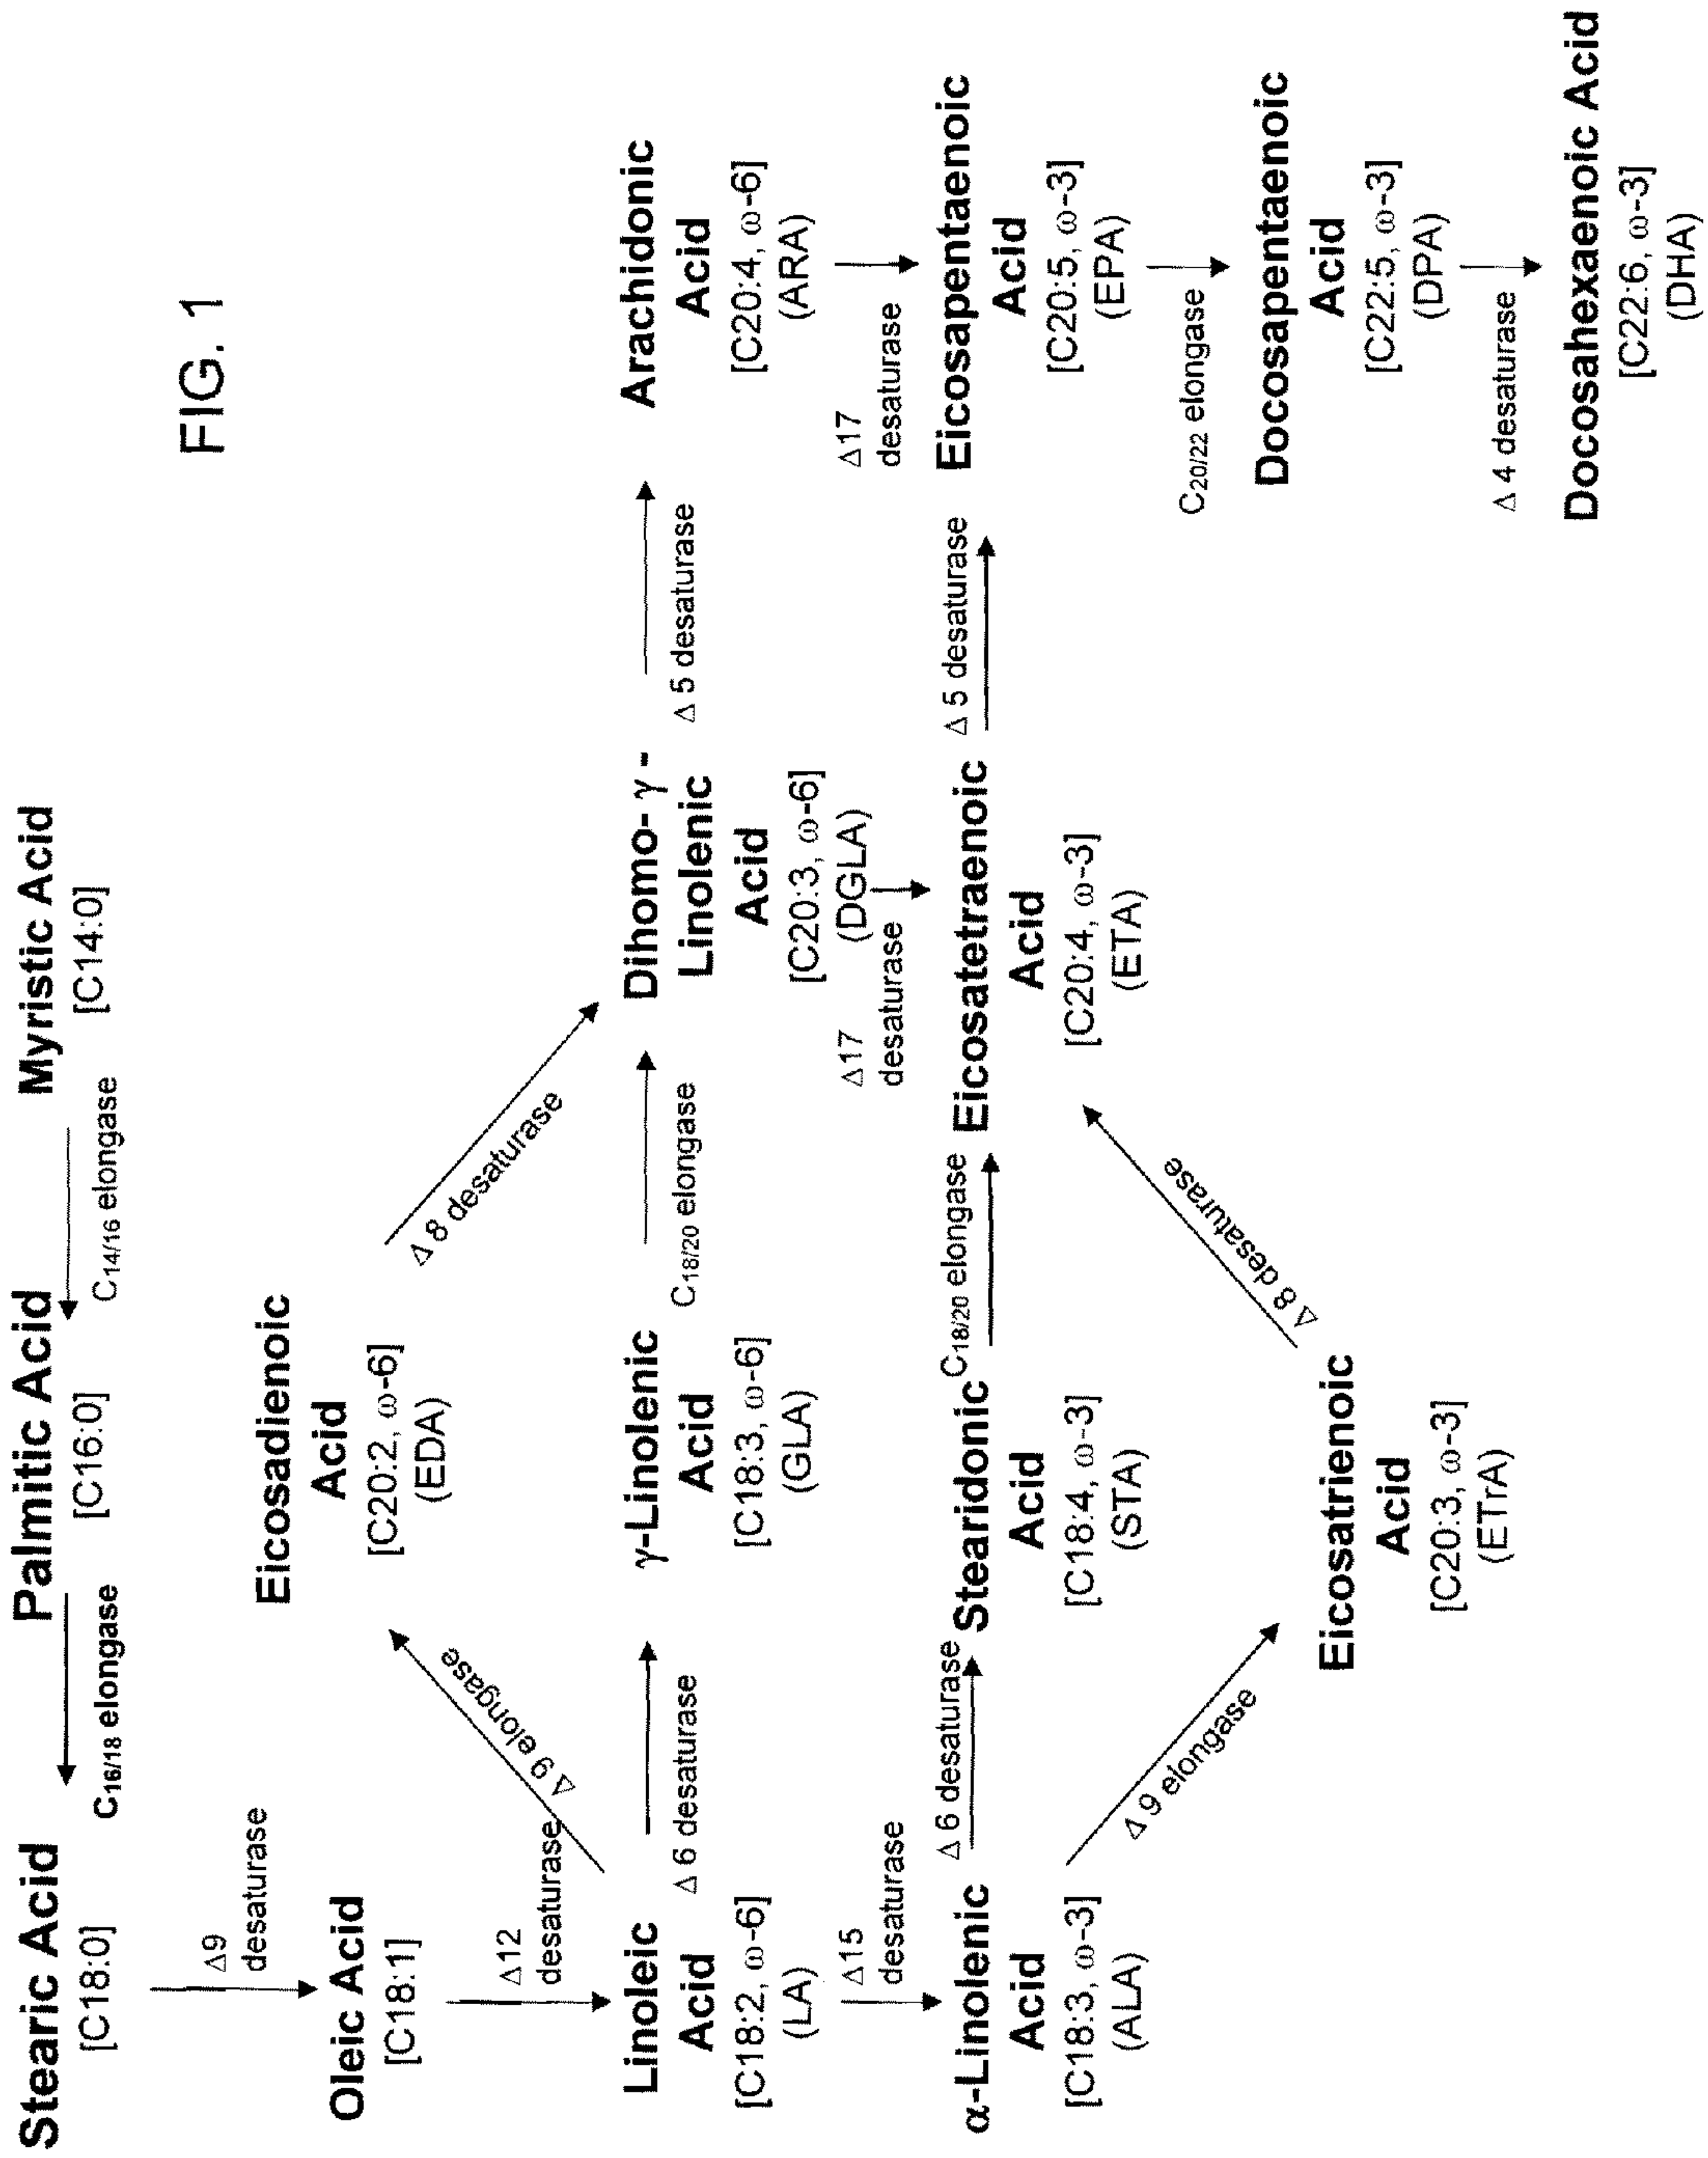 FIG. 1
Stearic Acid
[C18:0]
C16/18 elongase
Palmitic Acid
[C16:0]
C14/16 elongase
Myristic Acid
[C14:0]
Δ9
desaturase
Oleic Acid
[C18:1]
Δ12
desaturase
Δ 9 elongase
Eicosadienoic
Acid
[C20:2, ω-6]
(EDA)
Δ 8 desaturase
Linoleic
Acid
[C18:2, ω-6]
(LA)
Δ 6 desaturase
γ-Linolenic
Acid
[C18:3, ω-6]
(GLA)
C18/20 elongase
Dihomo- γ -
Linolenic
Acid
[C20:3, ω-6]
(DGLA)
Δ 5 desaturase
Arachidonic
Acid
[C20:4, ω-6]
(ARA)
Δ15
desaturase
Δ17
desaturase
Δ17
desaturase
α-Linolenic
Acid
[C18:3, ω-3]
(ALA)
Δ 6 desaturase
Stearidonic
Acid
[C18:4, ω-3]
(STA)
C18/20 elongase
Eicosatetraenoic
Acid
[C20:4, ω-3]
(ETA)
Δ 5 desaturase
Eicosapentaenoic
Acid
[C20:5, ω-3]
(EPA)
Δ 9 elongase
Eicosatrienoic
Acid
[C20:3, ω-3]
(ETrA)
Δ 8 desaturase
C20/22 elongase
Docosapentaenoic
Acid
[C22:5, ω-3]
(DPA)
Δ 4 desaturase
Docosahexaenoic Acid
[C22:6, ω-3]
(DHA)